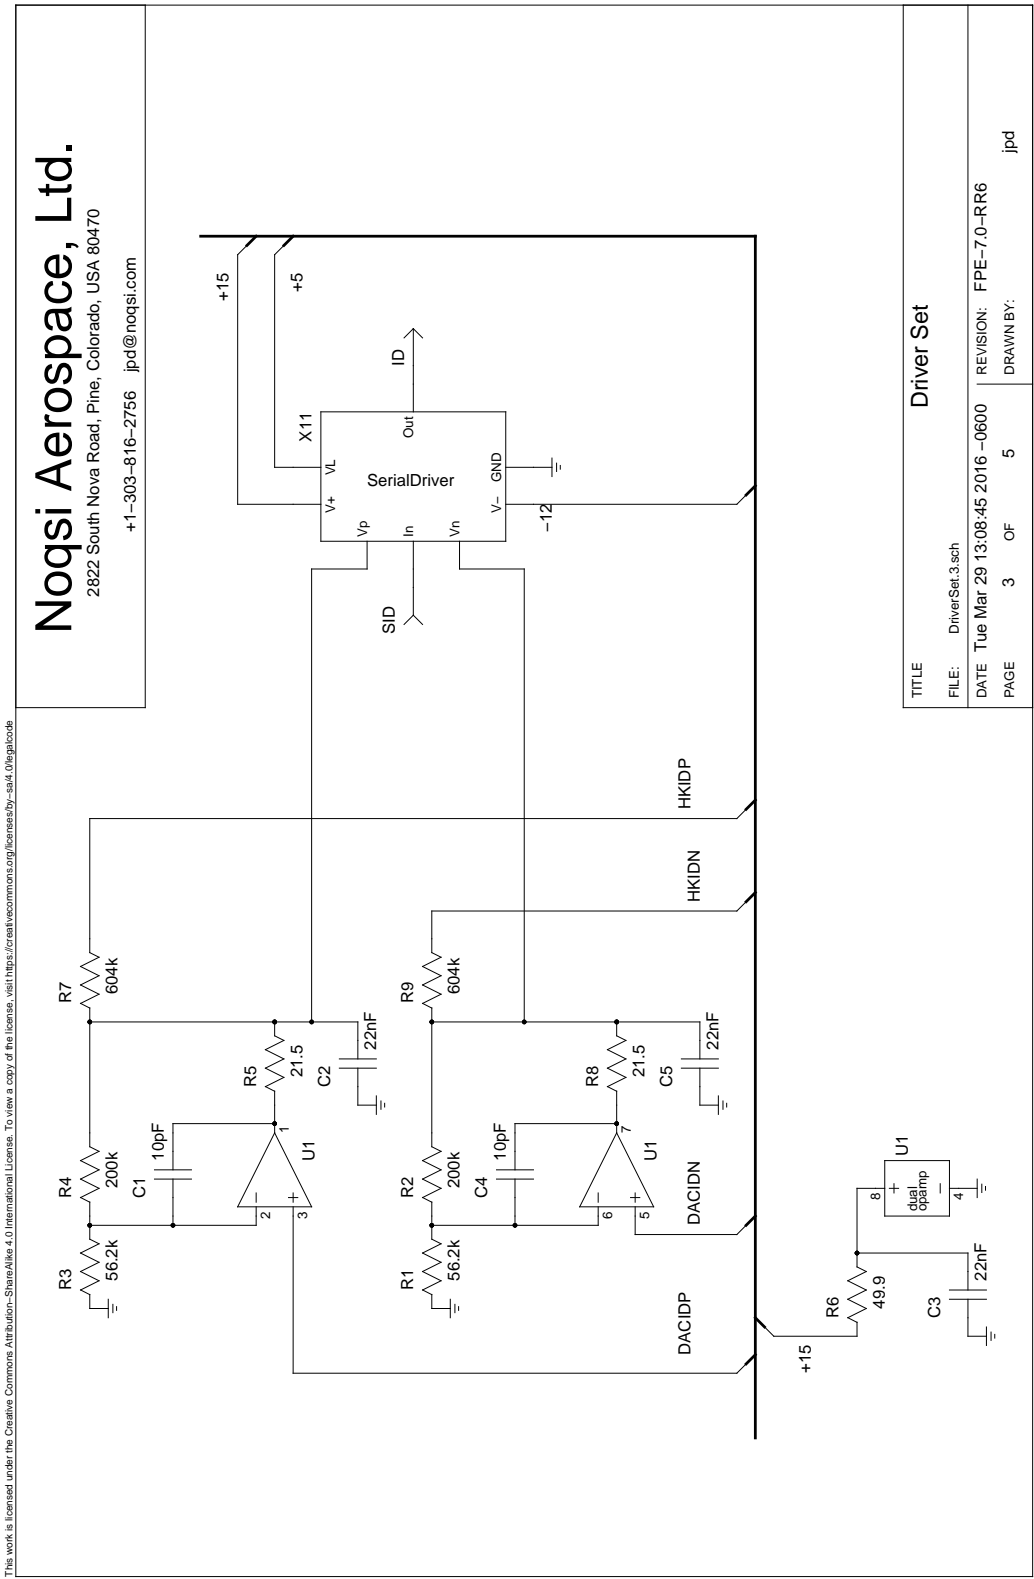 This work is licensed under the Creative Commons Attribution−ShareAlike 4.0 International License. To view a copy of the license, visit https://creativecommons.org/licenses/by−sa/4.0/legalcode
Noqsi Aerospace, Ltd.
2822 South Nova Road, Pine, Colorado, USA 80470
+1−303−816−2756 jpd@noqsi.com
R3
56.2k
R4
200k
R7
604k
C1
10pF
2
3
−
+
1
U1
R5
21.5
C2
22nF
R1
56.2k
R2
200k
R9
604k
C4
10pF
6
5
−
+
7
U1
R8
21.5
C5
22nF
DACIDP
DACIDN
HKIDN
HKIDP
+15
+5
X11
V+
VL
Vp
In
Vn
SerialDriver
Out
V−
GND
SID
ID
−12
+15
R6
49.9
C3
22nF
U1
8
+
dual
opamp
−
4
TITLE
Driver Set
FILE: DriverSet.3.sch
DATE Tue Mar 29 13:08:45 2016 −0600
REVISION: FPE−7.0−RR6
PAGE 3 OF 5
DRAWN BY: jpd